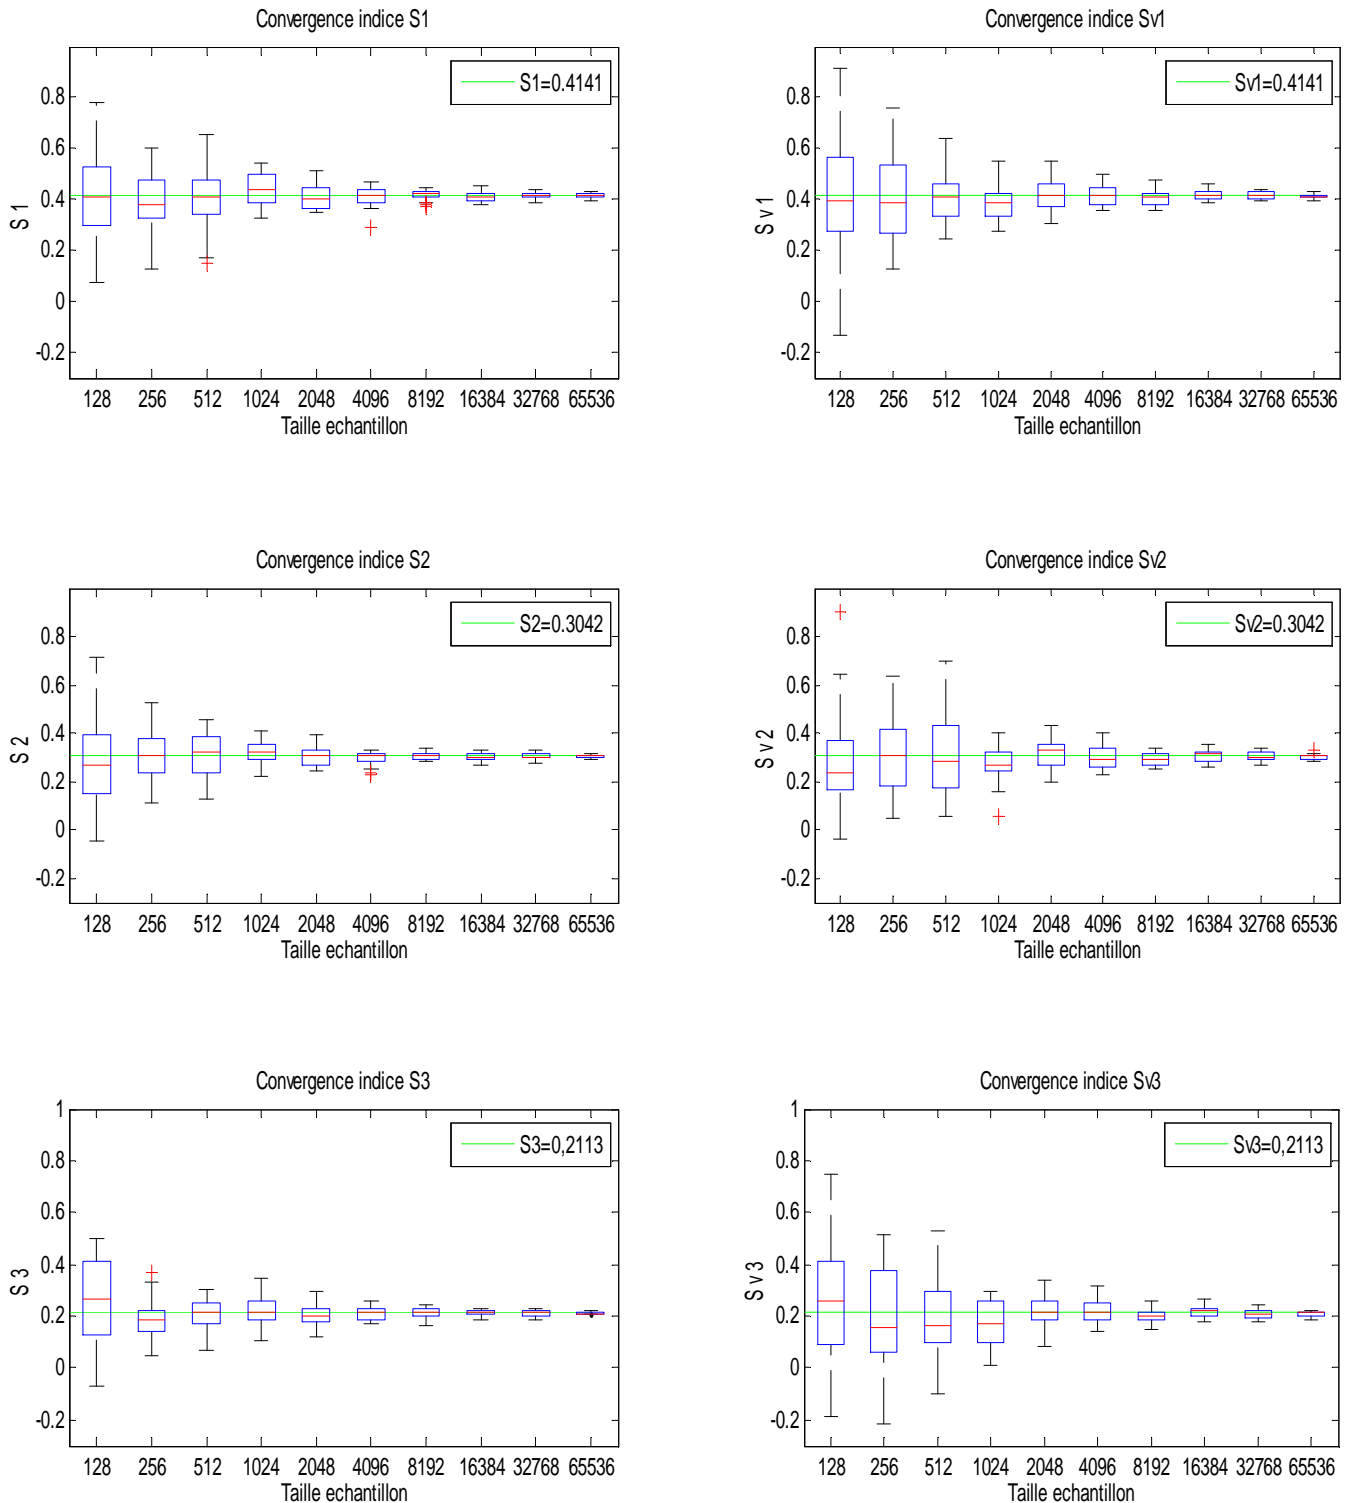 Convergence indice S1
S1=0.4141
0.8
0.6
0.4
0.2
0
-0.2
S 1
128 256 512 1024 2048 4096 8192 16384 32768 65536
Taille echantillon
Convergence indice Sv1
Sv1=0.4141
0.8
0.6
0.4
0.2
0
-0.2
S v 1
128 256 512 1024 2048 4096 8192 16384 32768 65536
Taille echantillon
Convergence indice S2
S2=0.3042
0.8
0.6
0.4
0.2
0
-0.2
S 2
128 256 512 1024 2048 4096 8192 16384 32768 65536
Taille echantillon
Convergence indice Sv2
Sv2=0.3042
0.8
0.6
0.4
0.2
0
-0.2
S v 2
128 256 512 1024 2048 4096 8192 16384 32768 65536
Taille echantillon
Convergence indice S3
S3=0,2113
1
0.8
0.6
0.4
0.2
0
-0.2
S 3
128 256 512 1024 2048 4096 8192 16384 32768 65536
Taille echantillon
Convergence indice Sv3
Sv3=0,2113
1
0.8
0.6
0.4
0.2
0
-0.2
S v 3
128 256 512 1024 2048 4096 8192 16384 32768 65536
Taille echantillon